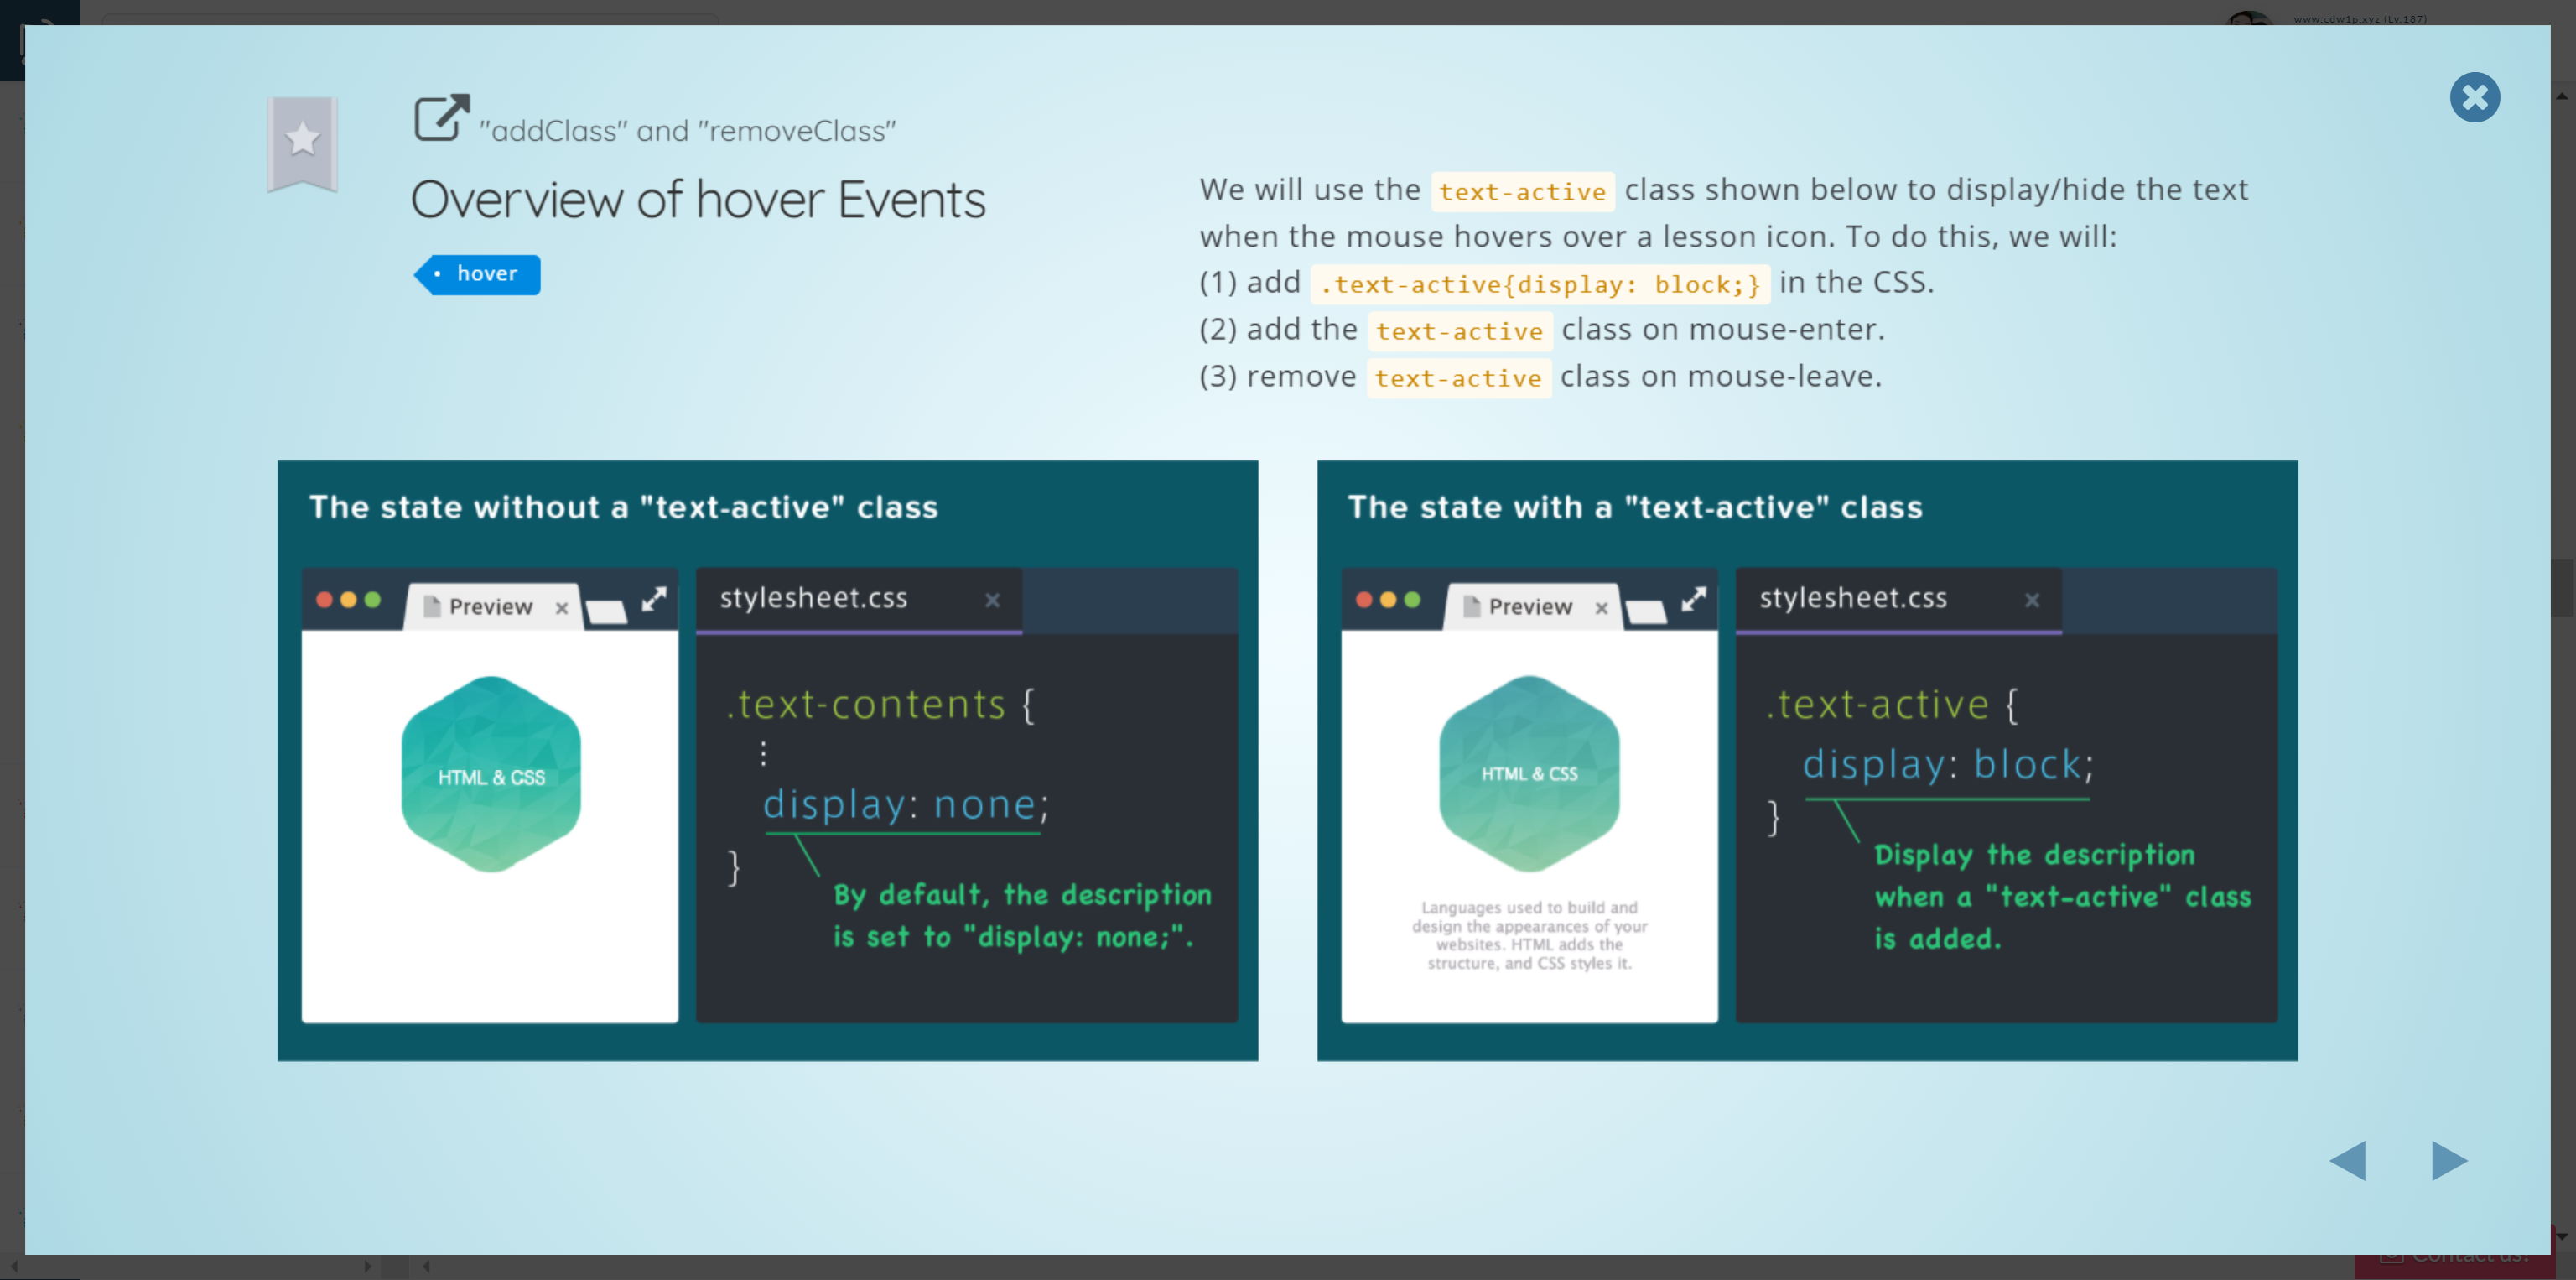 www.cdw1p.xyz (Lv.187)
"addClass" and "removeClass"
Overview of hover Events
• hover
We will use the text-active class shown below to display/hide the text
when the mouse hovers over a lesson icon. To do this, we will:
(1) add .text-active{display: block;} in the CSS.
(2) add the text-active class on mouse-enter.
(3) remove text-active class on mouse-leave.
The state without a "text-active" class
Preview
stylesheet.css
HTML & CSS
.text-contents {
⋮
display: none;
}
By default, the description
is set to "display: none;".
The state with a "text-active" class
Preview
stylesheet.css
HTML & CSS
Languages used to build and
design the appearances of your
websites. HTML adds the
structure, and CSS styles it.
.text-active {
display: block;
}
Display the description
when a "text-active" class
is added.
Contact us!